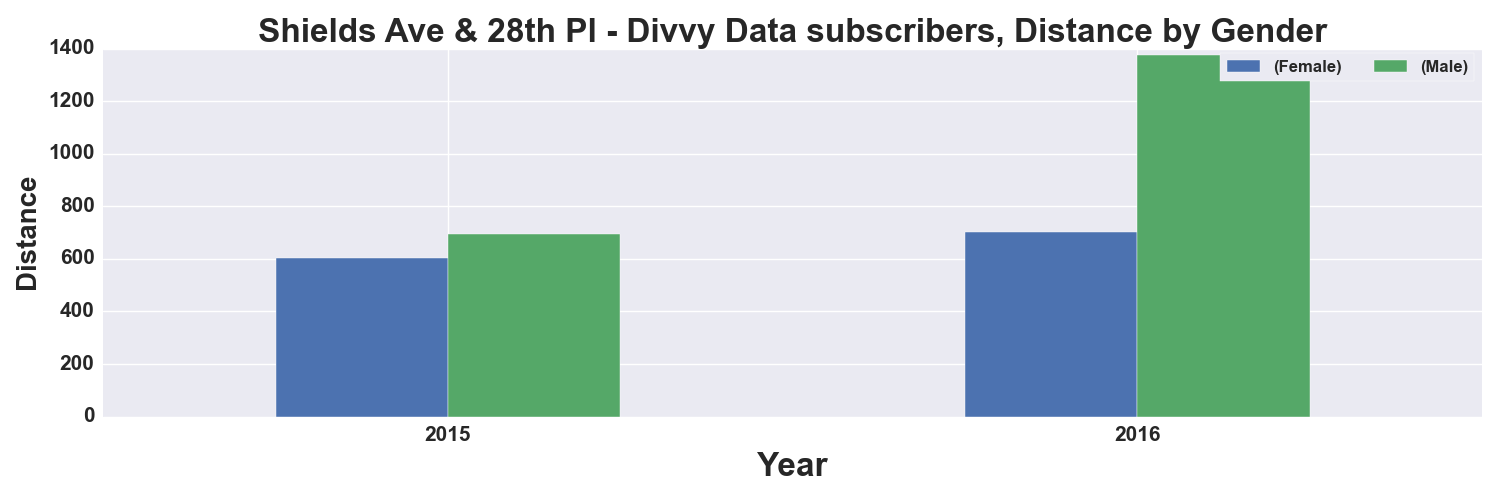 Shields Ave & 28th Pl - Divvy Data subscribers, Distance by Gender
1400
1200
1000
800
600
400
200
0
Distance
(Female)
(Male)
2015
2016
Year